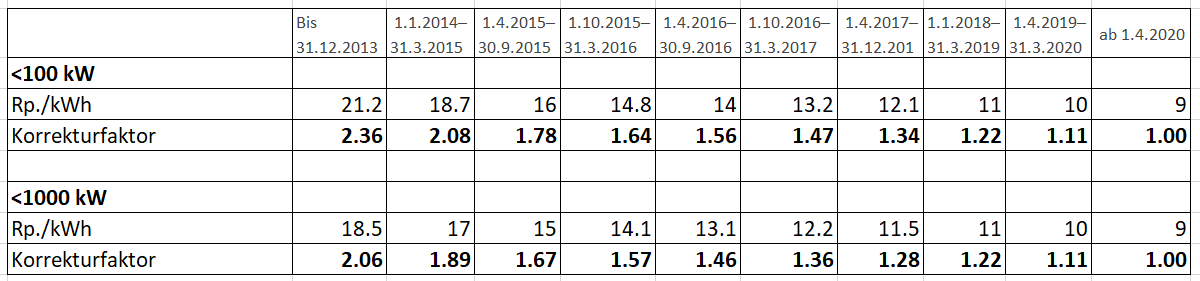 Bis 31.12.2013 1.1.2014– 31.3.2015 1.4.2015– 30.9.2015 1.10.2015– 31.3.2016 1.4.2016– 30.9.2016 1.10.2016– 31.3.2017 1.4.2017– 31.12.201 1.1.2018– 31.3.2019 1.4.2019– 31.3.2020 ab 1.4.2020
<100 kW
Rp./kWh 21.2 18.7 16 14.8 14 13.2 12.1 11 10 9
Korrekturfaktor 2.36 2.08 1.78 1.64 1.56 1.47 1.34 1.22 1.11 1.00
<1000 kW
Rp./kWh 18.5 17 15 14.1 13.1 12.2 11.5 11 10 9
Korrekturfaktor 2.06 1.89 1.67 1.57 1.46 1.36 1.28 1.22 1.11 1.00